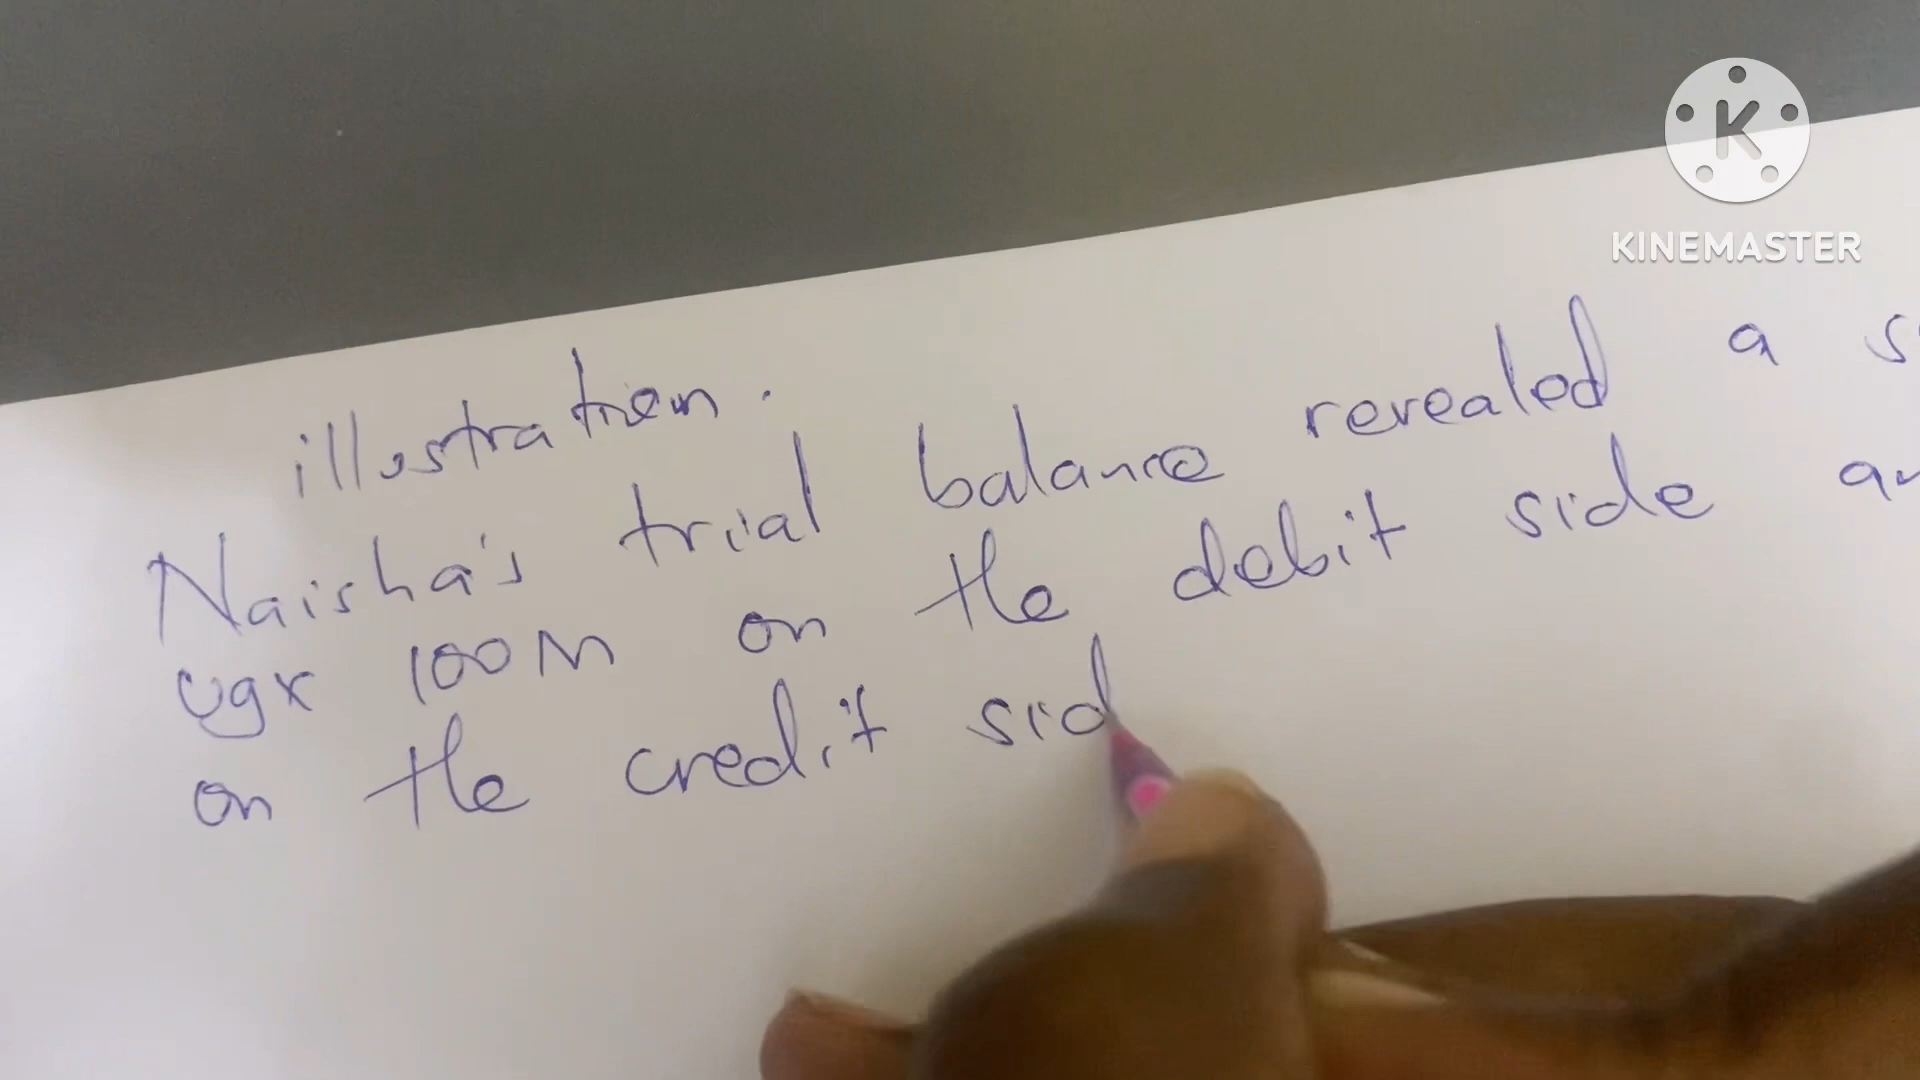 K
KINEMASTER
illustration.
Naisha's trial balance revealed a
ugx 100M on the debit side
on the credit sid